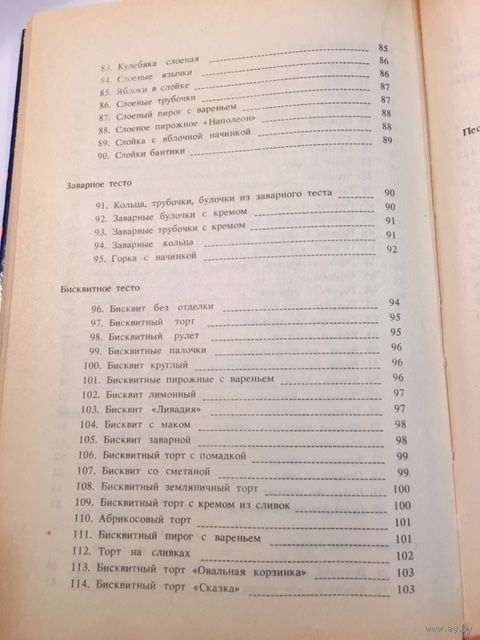 83. Кулебяка слоеная 85
84. Слоеные язычки 86
85. Яблоки в слойке 86
86. Слоеные трубочки 87
87. Слоеный пирог с вареньем 87
88. Слоеное пирожное «Наполеон» 88
89. Слойка с яблочной начинкой 88
90. Слойки бантики 89
Заварное тесто
91. Кольца, трубочки, булочки из заварного теста 90
92. Заварные булочки с кремом 90
93. Заварные трубочки с кремом 91
94. Заварные кольца 91
95. Горка с начинкой 92
Бисквитное тесто
96. Бисквит без отделки 94
97. Бисквитный торт 95
98. Бисквитный рулет 95
99. Бисквитные палочки 96
100. Бисквит круглый 96
101. Бисквитные пирожные с вареньем 96
102. Бисквит лимонный 97
103. Бисквит «Ливадия» 97
104. Бисквит с маком 98
105. Бисквит заварной 98
106. Бисквитный торт с помадкой 99
107. Бисквит со сметаной 99
108. Бисквитный земляничный торт 100
109. Бисквитный торт с кремом из сливок 100
110. Абрикосовый торт 101
111. Бисквитный пирог с вареньем 101
112. Торт на сливках 102
113. Бисквитный торт «Овальная корзинка» 103
114. Бисквитный торт «Сказка» 103
Пес
www.ay.by